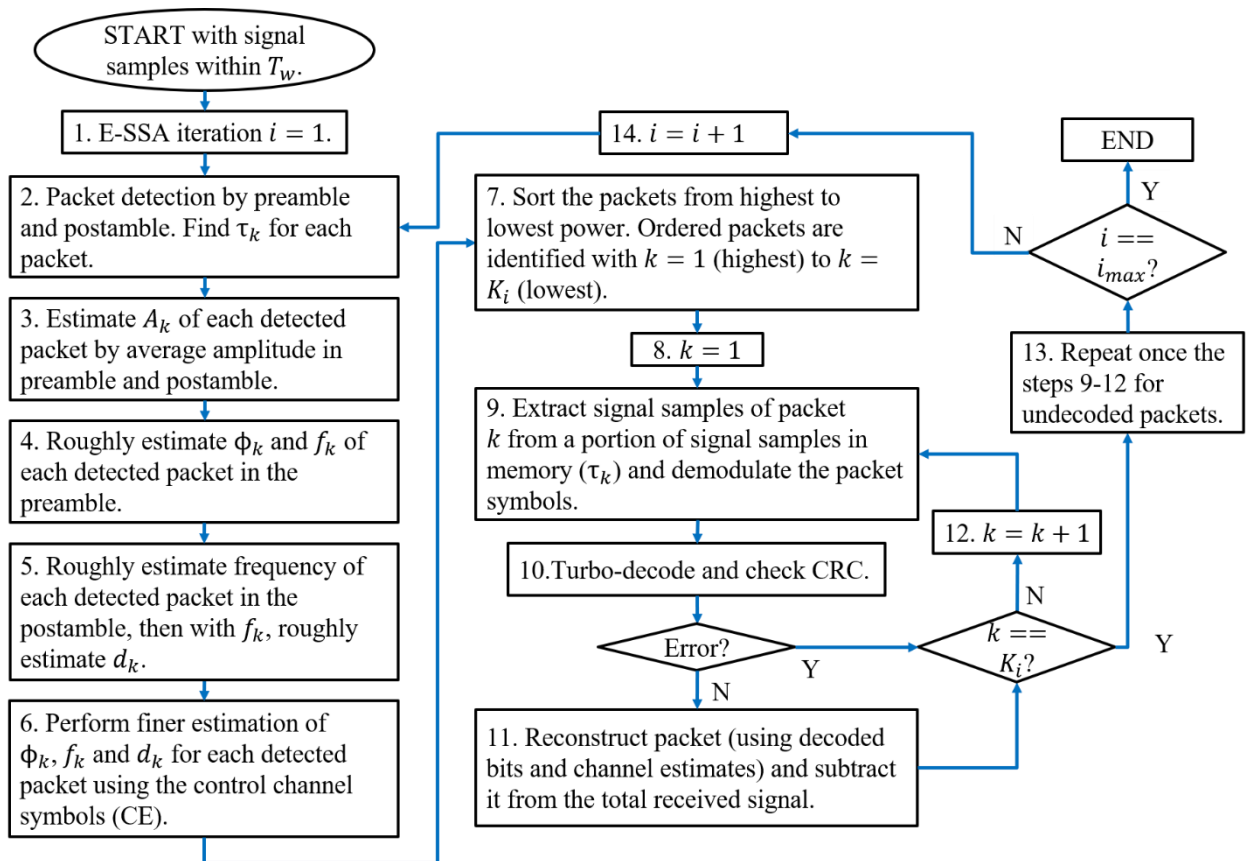 START with signal
samples within T_w.
1. E-SSA iteration i = 1.
2. Packet detection by preamble
and postamble. Find τ_k for each
packet.
3. Estimate A_k of each detected
packet by average amplitude in
preamble and postamble.
4. Roughly estimate ϕ_k and f_k of
each detected packet in the
preamble.
5. Roughly estimate frequency of
each detected packet in the
postamble, then with f_k, roughly
estimate d_k.
6. Perform finer estimation of
ϕ_k, f_k and d_k for each detected
packet using the control channel
symbols (CE).
14. i = i + 1
7. Sort the packets from highest to
lowest power. Ordered packets are
identified with k = 1 (highest) to k =
K_i (lowest).
8. k = 1
9. Extract signal samples of packet
k from a portion of signal samples in
memory (τ_k) and demodulate the packet
symbols.
10.Turbo-decode and check CRC.
Error?
Y
N
11. Reconstruct packet (using decoded
bits and channel estimates) and subtract
it from the total received signal.
k ==
K_i?
N
Y
12. k = k + 1
13. Repeat once the
steps 9-12 for
undecoded packets.
i ==
i_max?
N
Y
END